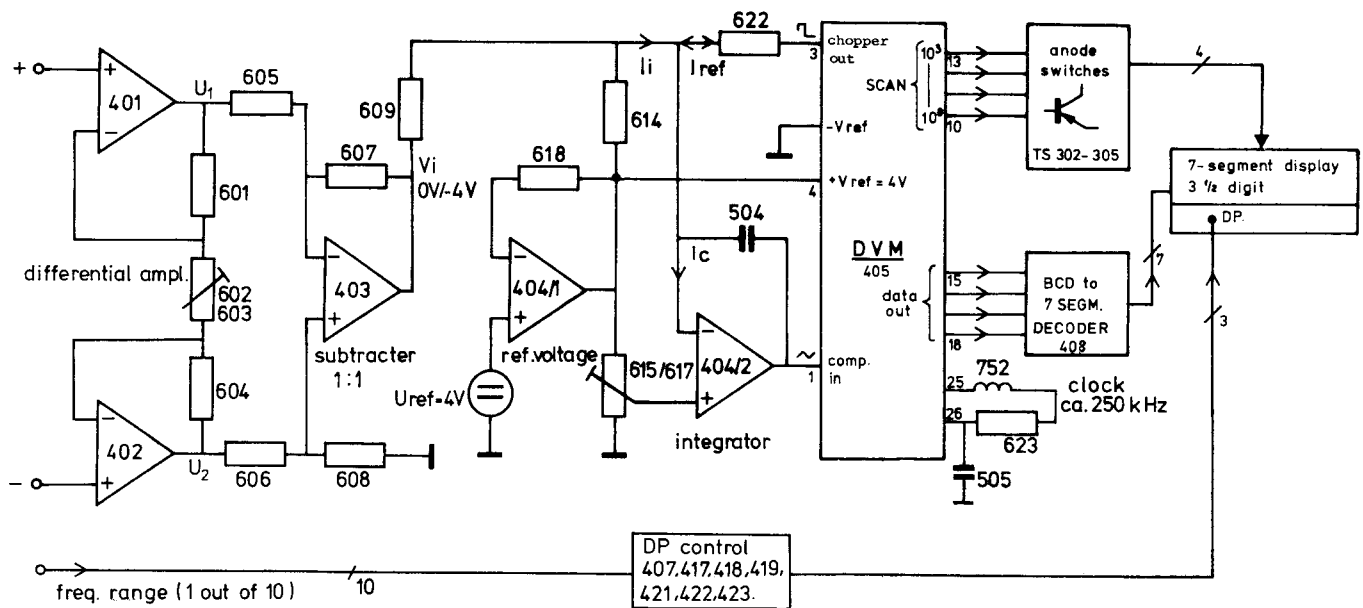 +
+
401
−
U₁
605
601
differential ampl.
602
603
604
−
402
+
−
U₂
606
608
609
607
Vi
0V/-4V
−
403
+
subtracter
1:1
618
−
404/1
+
ref. voltage
Uref=4V
614
615/617
Ii
Iref
622
504
Ic
−
404/2
+
integrator
3
chopper
out
SCAN
10³
13
10⁰
10
-Vref
4
+Vref = 4V
DVM
405
15
data
out
18
1
comp.
in
25
26
752
clock
ca. 250 kHz
623
505
anode
switches
TS 302-305
4
7-segment display
3 ½ digit
DP.
7
BCD to
7 SEGM.
DECODER
408
3
freq. range (1 out of 10)
10
DP control
407,417,418,419,
421,422,423.